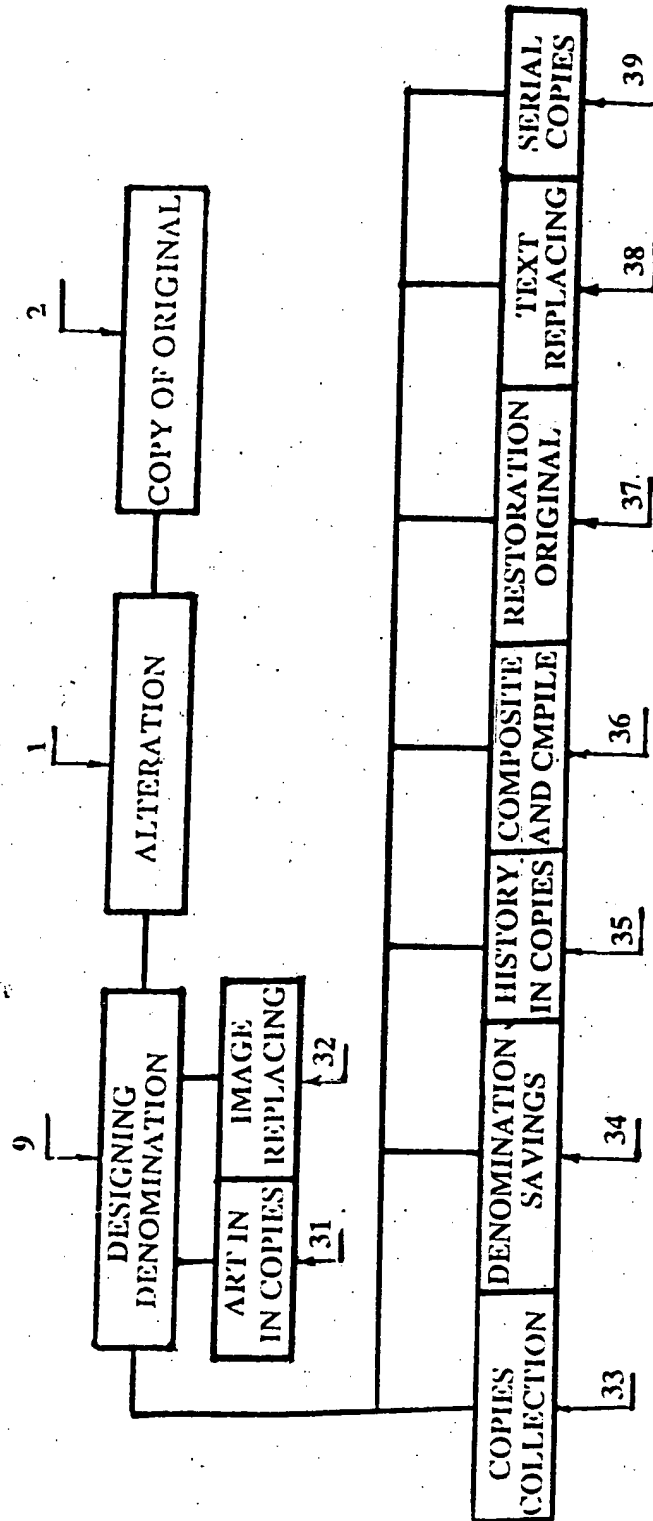 9
1
2
DESIGNING
DENOMINATION
ALTERATION
COPY OF ORIGINAL
ART IN
IN COPIES
IMAGE
REPLACING
31
32
COPIES
COLLECTION
DENOMINATION
SAVINGS
HISTORY
IN COPIES
COMPOSITE
AND CMPILE
RESTORATION
ORIGINAL
TEXT
REPLACING
SERIAL
COPIES
33
34
35
36
37
38
39